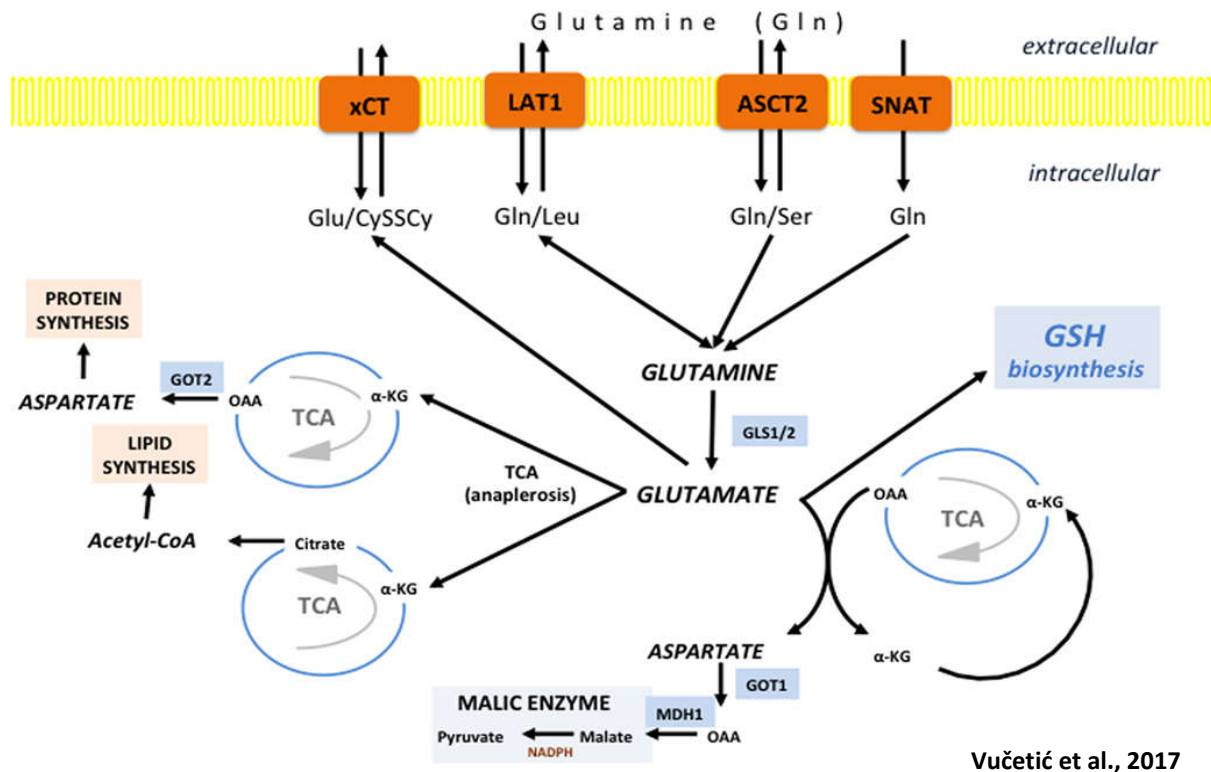 Glutamine (Gln)
extracellular
xCT
LAT1
ASCT2
SNAT
intracellular
Glu/CySSCy
Gln/Leu
Gln/Ser
Gln
PROTEIN
SYNTHESIS
GSH
biosynthesis
GLUTAMINE
GOT2
ASPARTATE
OAA
α-KG
TCA
GLS1/2
LIPID
SYNTHESIS
TCA
(anaplerosis)
GLUTAMATE
OAA
α-KG
TCA
Acetyl-CoA
Citrate
α-KG
TCA
ASPARTATE
α-KG
GOT1
MALIC ENZYME
MDH1
Pyruvate
Malate
OAA
NADPH
Vučetić et al., 2017